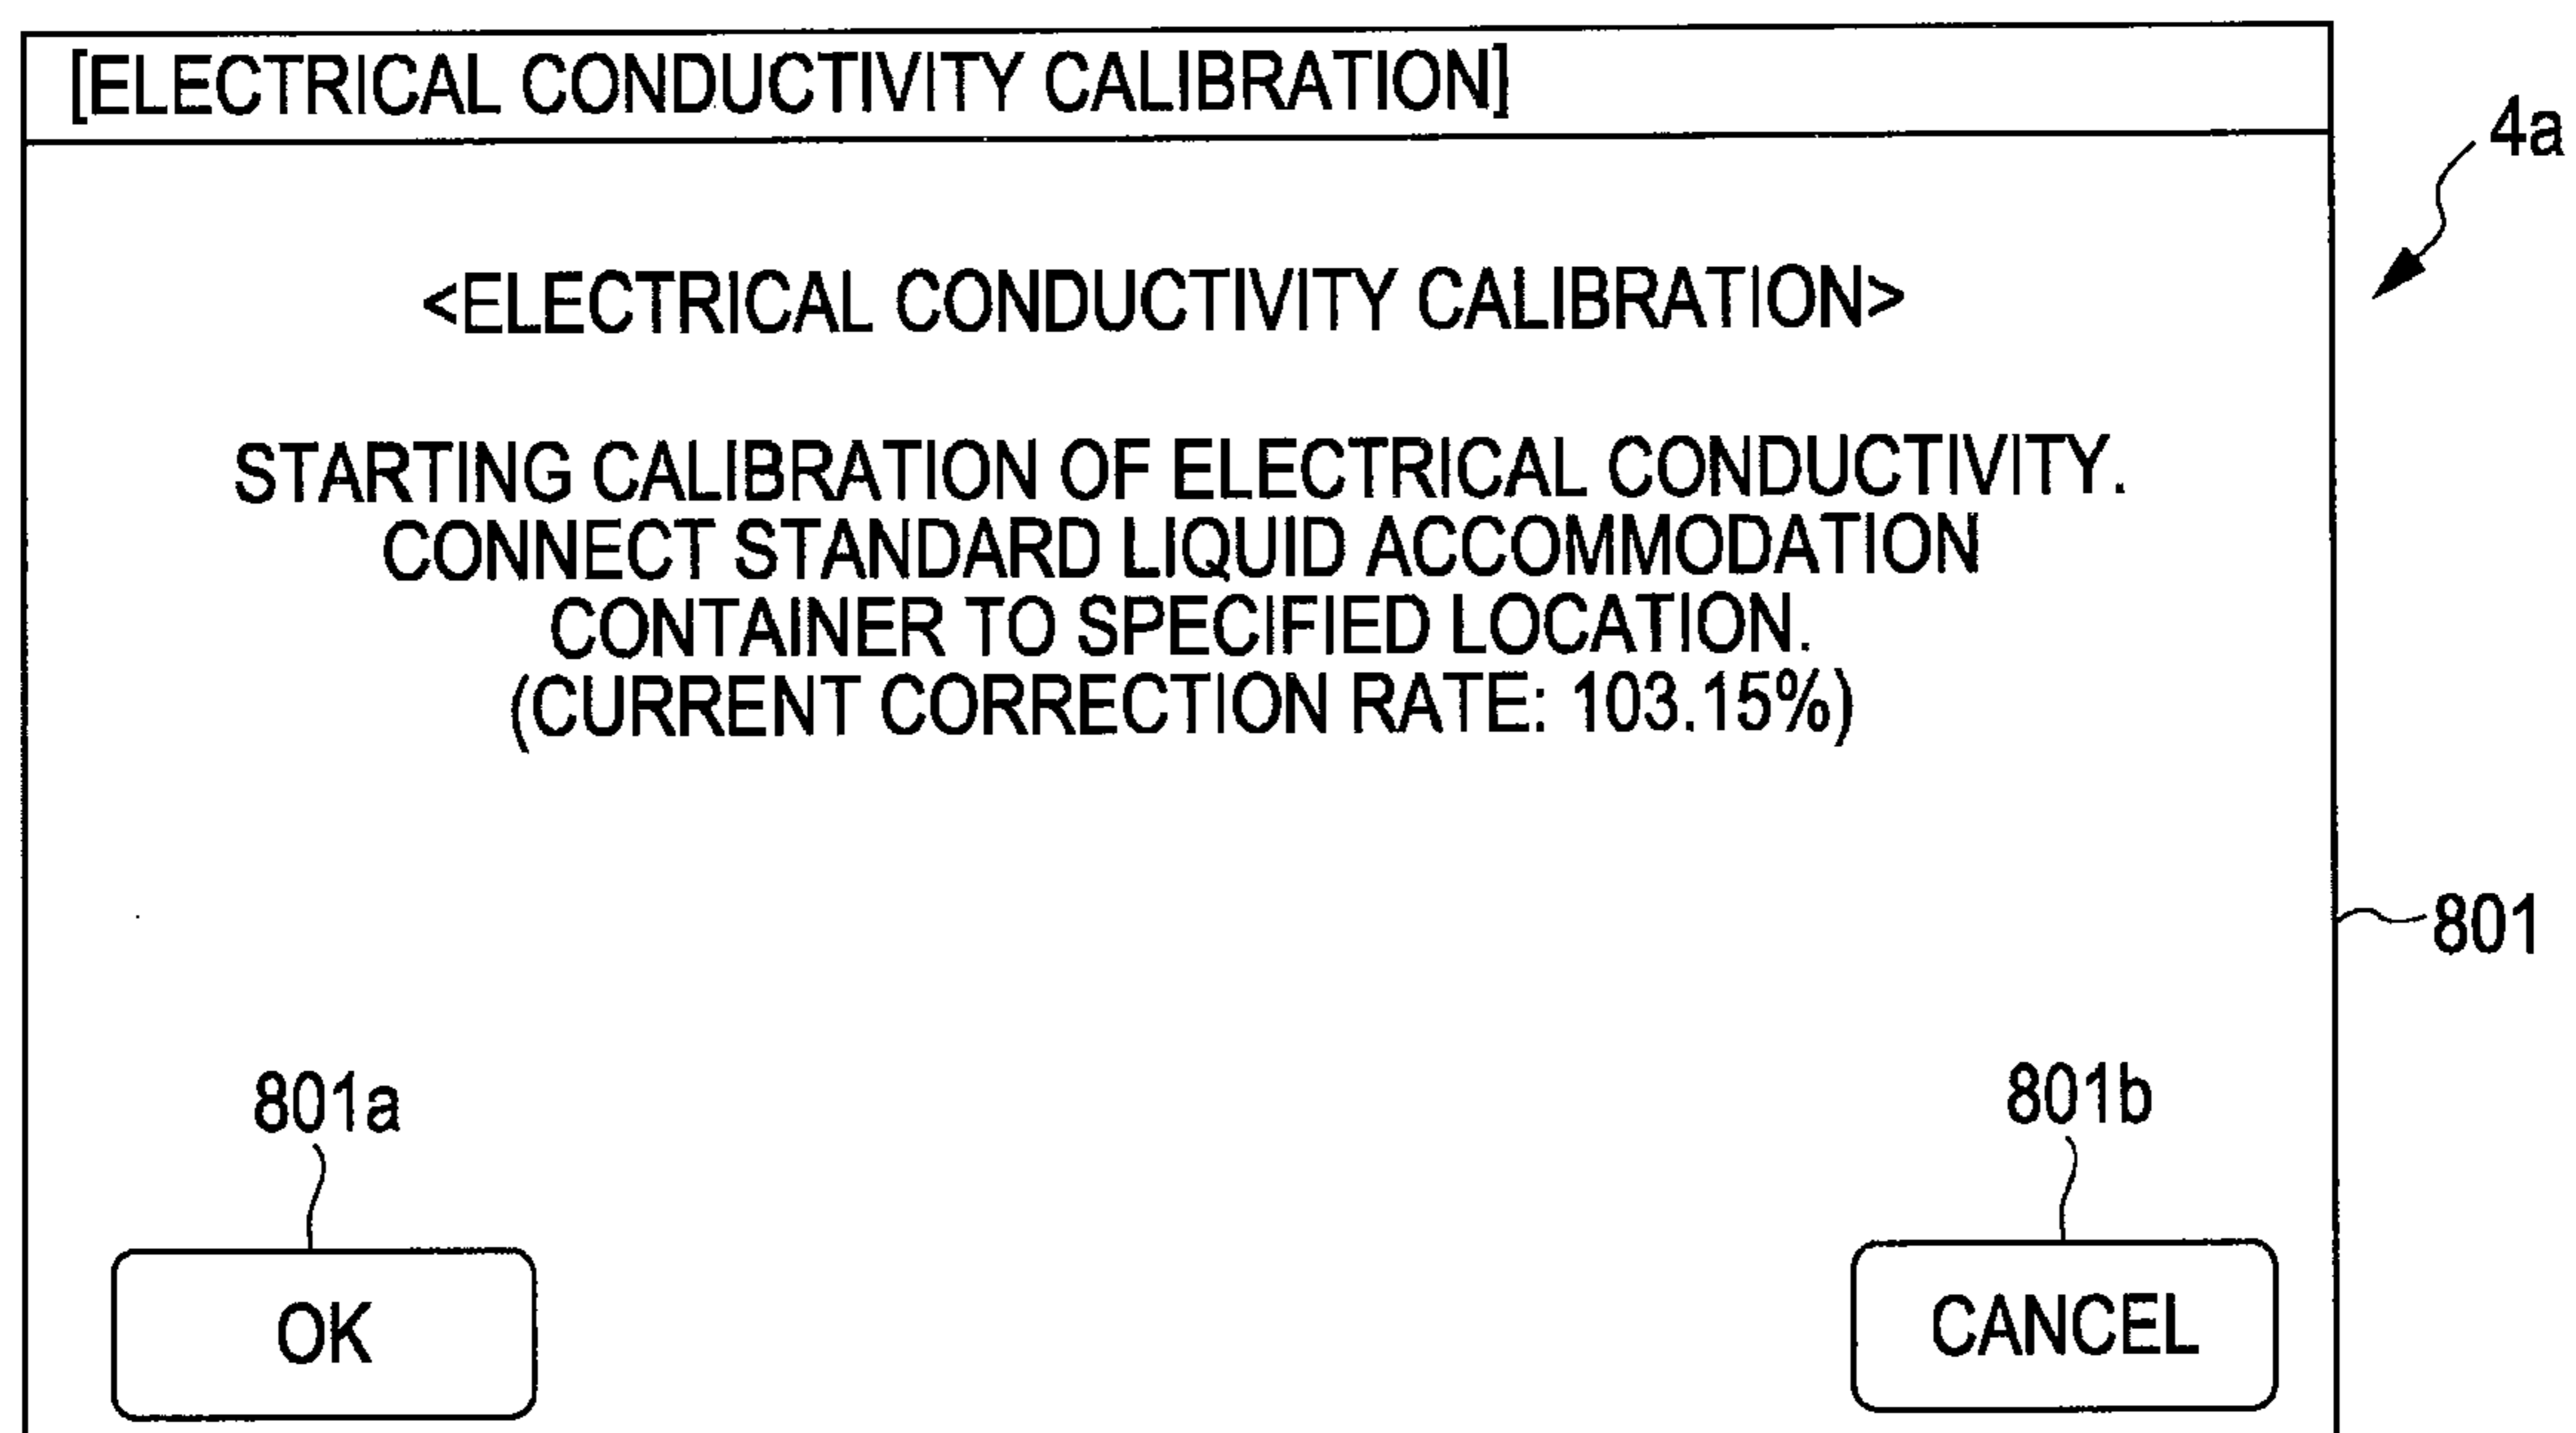 [ELECTRICAL CONDUCTIVITY CALIBRATION]
4a
<ELECTRICAL CONDUCTIVITY CALIBRATION>
STARTING CALIBRATION OF ELECTRICAL CONDUCTIVITY.
CONNECT STANDARD LIQUID ACCOMMODATION
CONTAINER TO SPECIFIED LOCATION.
(CURRENT CORRECTION RATE: 103.15%)
801
801a
801b
OK
CANCEL